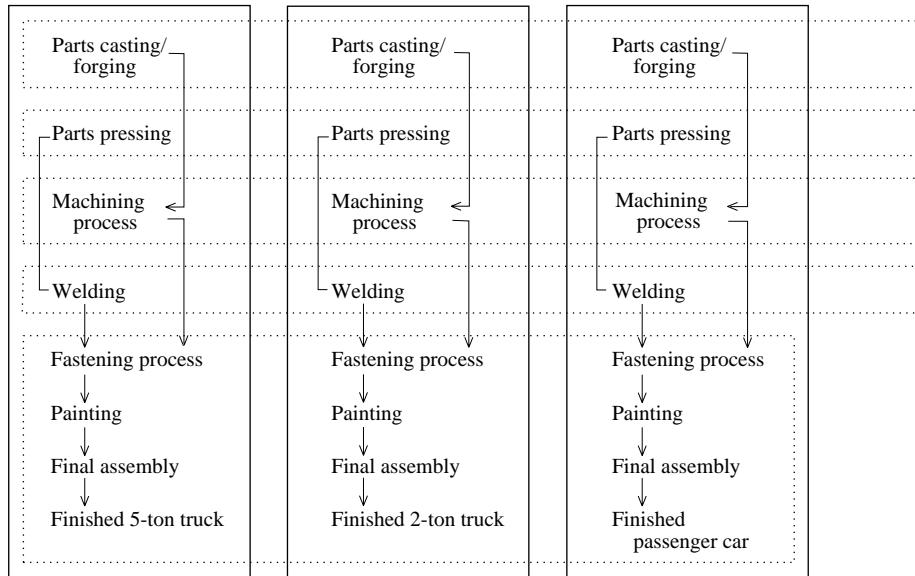 Parts casting/
forging
Parts pressing
Machining
process
Welding
Fastening process
Painting
Final assembly
Finished 5-ton truck
Parts casting/
forging
Parts pressing
Machining
process
Welding
Fastening process
Painting
Final assembly
Finished 2-ton truck
Parts casting/
forging
Parts pressing
Machining
process
Welding
Fastening process
Painting
Final assembly
Finished
passenger car